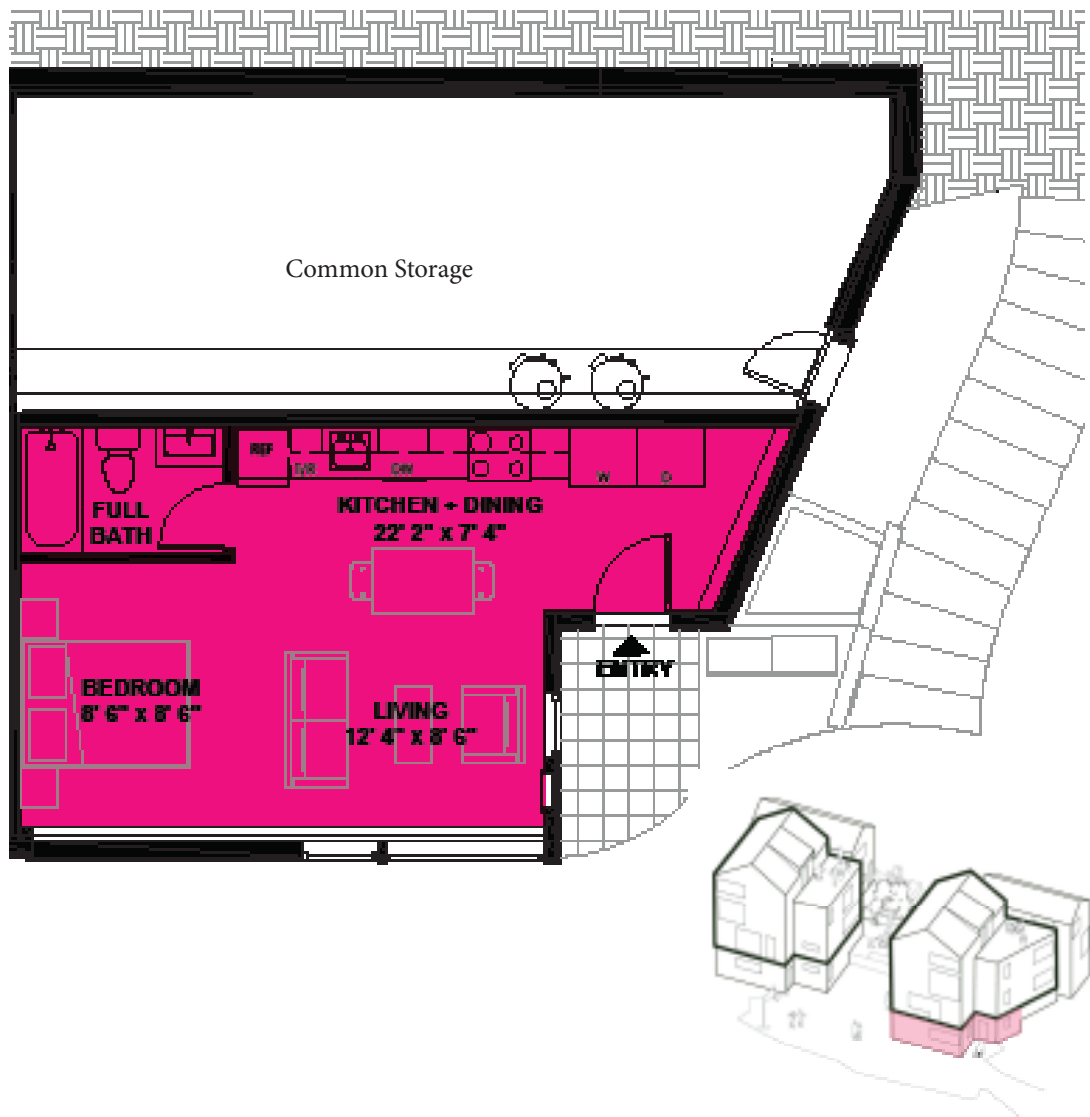 Common Storage
REF
D/W
W
D
FULL
BATH
KITCHEN + DINING
22' 2" x 7' 4"
ENTRY
BEDROOM
8' 6" x 8' 6"
LIVING
12' 4" x 8' 6"